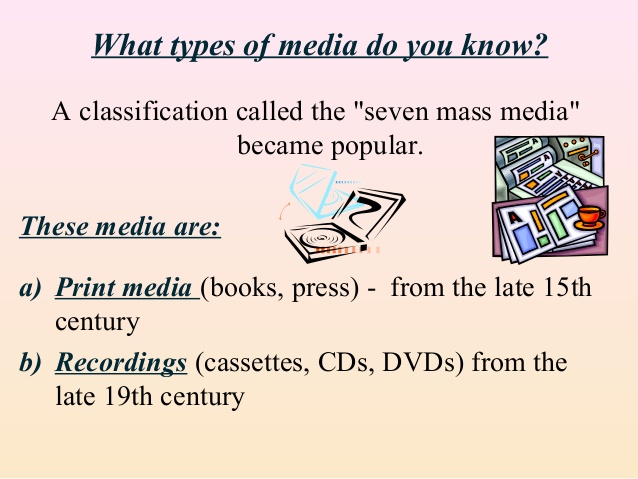 What types of media do you know?
A classification called the "seven mass media"
became popular.
These media are:
a) Print media (books, press) - from the late 15th
century
b) Recordings (cassettes, CDs, DVDs) from the
late 19th century